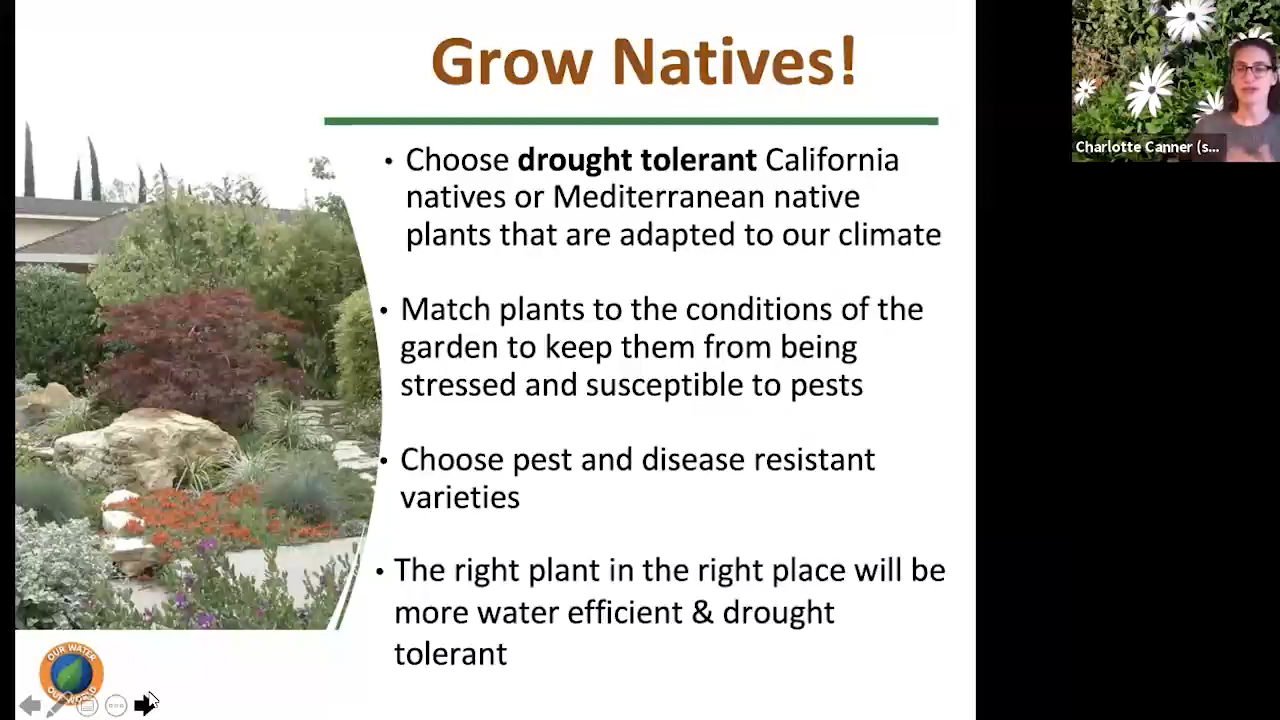 Grow Natives!
• Choose drought tolerant California
natives or Mediterranean native
plants that are adapted to our climate
• Match plants to the conditions of the
garden to keep them from being
stressed and susceptible to pests
• Choose pest and disease resistant
varieties
• The right plant in the right place will be
more water efficient & drought
tolerant
OUR WATER
OUR WORLD
Charlotte Canner (s...